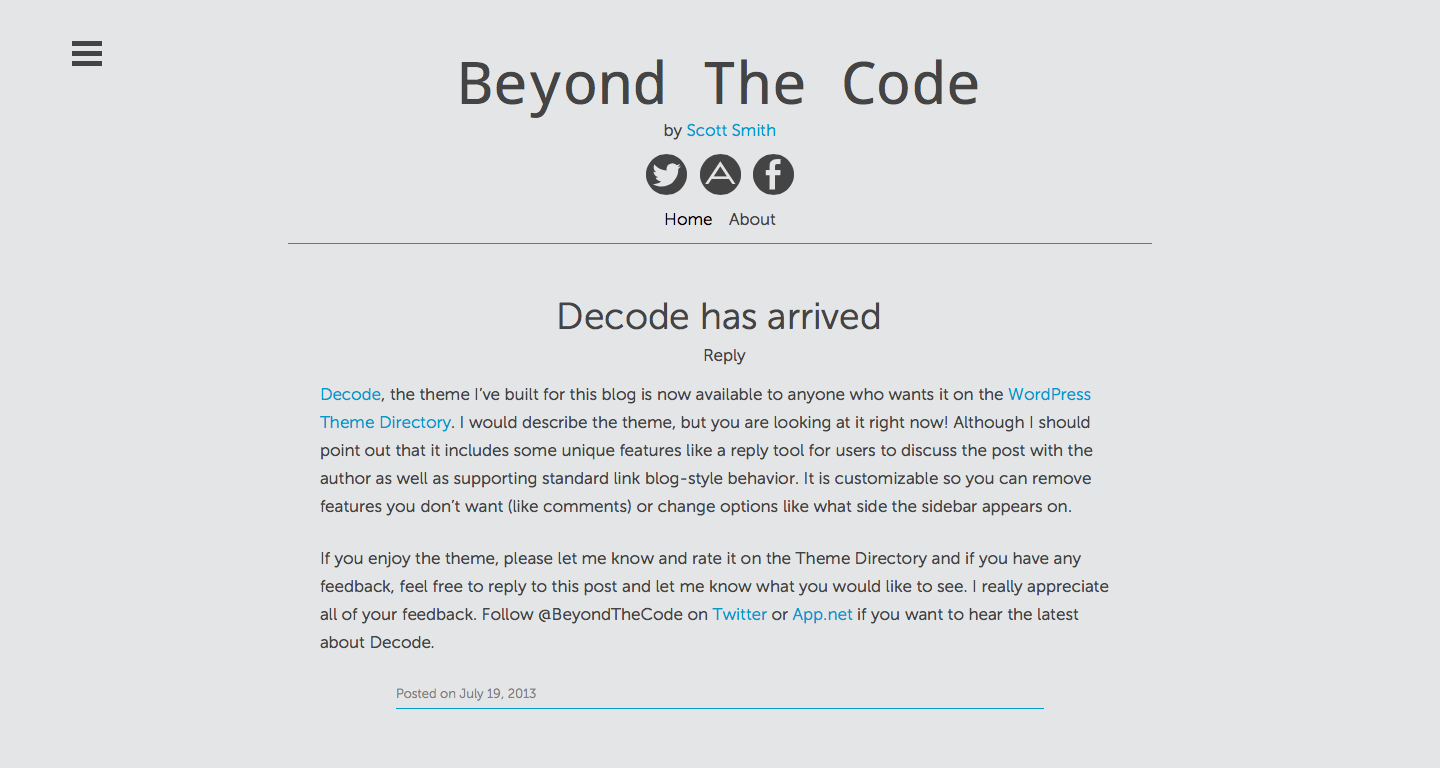 Beyond The Code
by Scott Smith
Home About
Decode has arrived
Reply
Decode, the theme I’ve built for this blog is now available to anyone who wants it on the WordPress
Theme Directory. I would describe the theme, but you are looking at it right now! Although I should
point out that it includes some unique features like a reply tool for users to discuss the post with the
author as well as supporting standard link blog-style behavior. It is customizable so you can remove
features you don’t want (like comments) or change options like what side the sidebar appears on.
If you enjoy the theme, please let me know and rate it on the Theme Directory and if you have any
feedback, feel free to reply to this post and let me know what you would like to see. I really appreciate
all of your feedback. Follow @BeyondTheCode on Twitter or App.net if you want to hear the latest
about Decode.
Posted on July 19, 2013